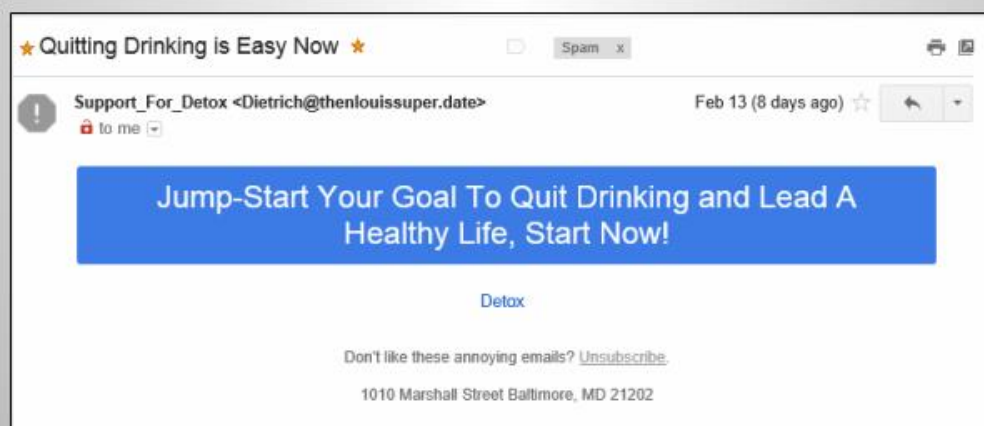 Quitting Drinking is Easy Now
Spam x
Support_For_Detox <Dietrich@thenlouissuper.date>
Feb 13 (8 days ago)
to me
Jump-Start Your Goal To Quit Drinking and Lead A
Healthy Life, Start Now!
Detox
Don't like these annoying emails? Unsubscribe.
1010 Marshall Street Baltimore, MD 21202